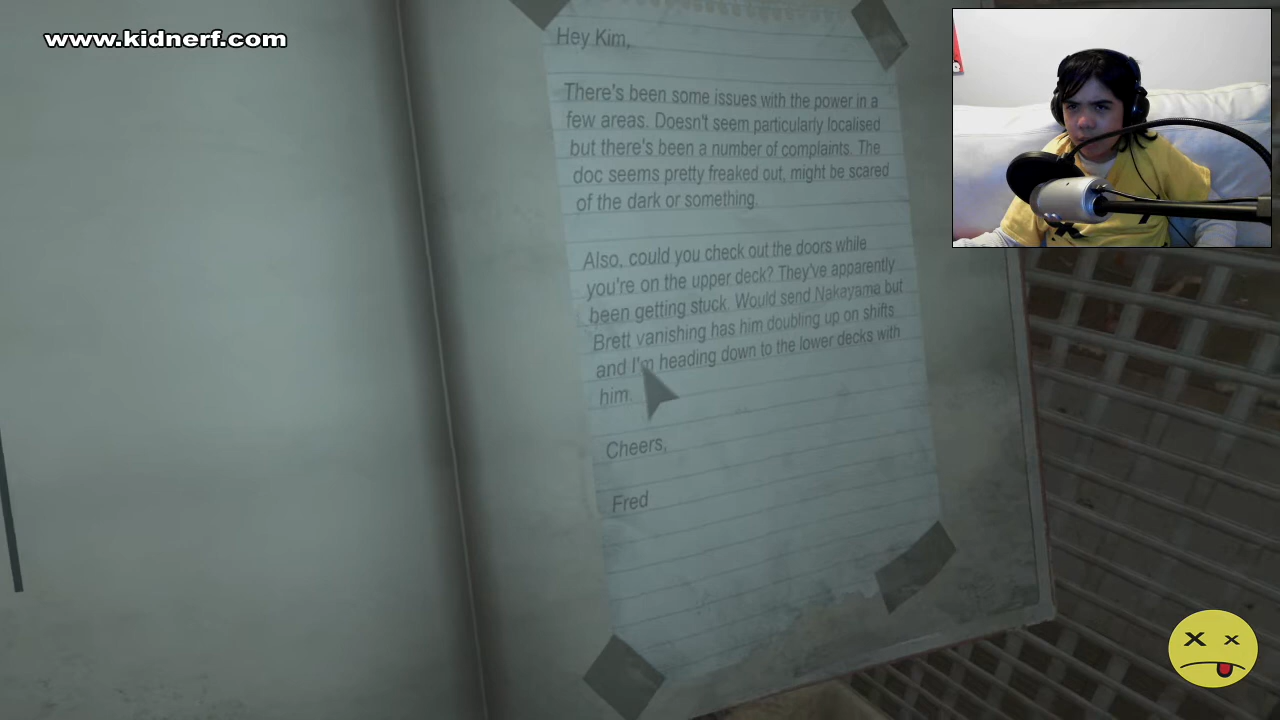 www.kidnerf.com
Hey Kim,
There's been some issues with the power in a
few areas. Doesn't seem particularly localised
but there's been a number of complaints. The
doc seems pretty freaked out, might be scared
of the dark or something.
Also, could you check out the doors while
you're on the upper deck? They've apparently
been getting stuck. Would send Nakayama but
Brett vanishing has him doubling up on shifts
and I'm heading down to the lower decks with
him.
Cheers,
Fred